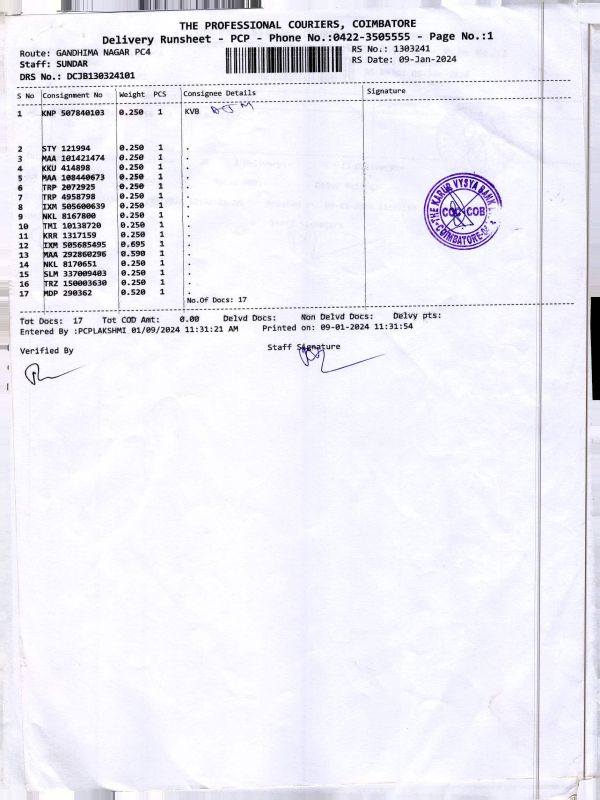 THE PROFESSIONAL COURIERS, COIMBATORE
Delivery Runsheet - PCP - Phone No.:0422-3505555 - Page No.:1
Route: GANDHIMA NAGAR PC4 RS No.: 1303241
Staff: SUNDAR RS Date: 09-Jan-2024
DRS No.: DCJB130324101
S No Consignment No Weight PCS Consignee Details Signature
1 KNP 507840103 0.250 1 KVB
2 STY 121994 0.250 1 .
3 MAA 101421474 0.250 1 .
4 KKU 414898 0.250 1 .
5 MAA 108440673 0.250 1 .
6 TRP 2072925 0.250 1 .
7 TRP 4958798 0.250 1 .
8 IXM 505600639 0.250 1 .
9 NKL 8167800 0.250 1 .
10 TMI 10138720 0.250 1 .
11 KRR 1317159 0.250 1 .
12 IXM 505685495 0.695 1 .
13 MAA 292860296 0.590 1 .
14 NKL 8170651 0.250 1 .
15 SLM 337009403 0.250 1 .
16 TRZ 150003630 0.250 1 .
17 MDP 290362 0.520 1 .
No.Of Docs: 17
THE KARUR VYSYA BANK
COC COB
COIMBATORE
Tot Docs: 17 Tot COD Amt: 0.00 Delvd Docs: Non Delvd Docs: Delvy pts:
Entered By :PCPLAKSHMI 01/09/2024 11:31:21 AM Printed on: 09-01-2024 11:31:54
Verified By Staff Signature